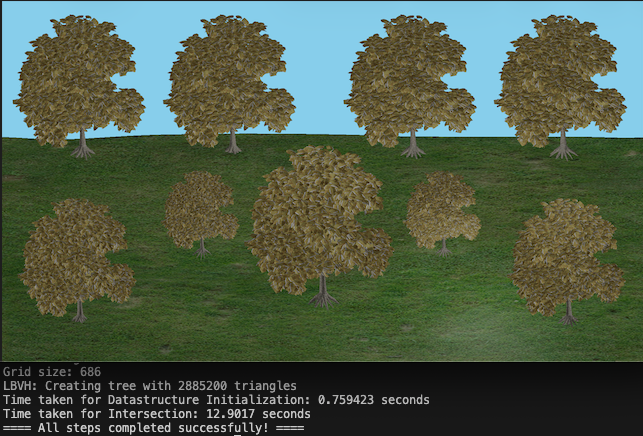 Grid size: 686
LBVH: Creating tree with 2885200 triangles
Time taken for Datastructure Initialization: 0.759423 seconds
Time taken for Intersection: 12.9017 seconds
==== All steps completed successfully! ====